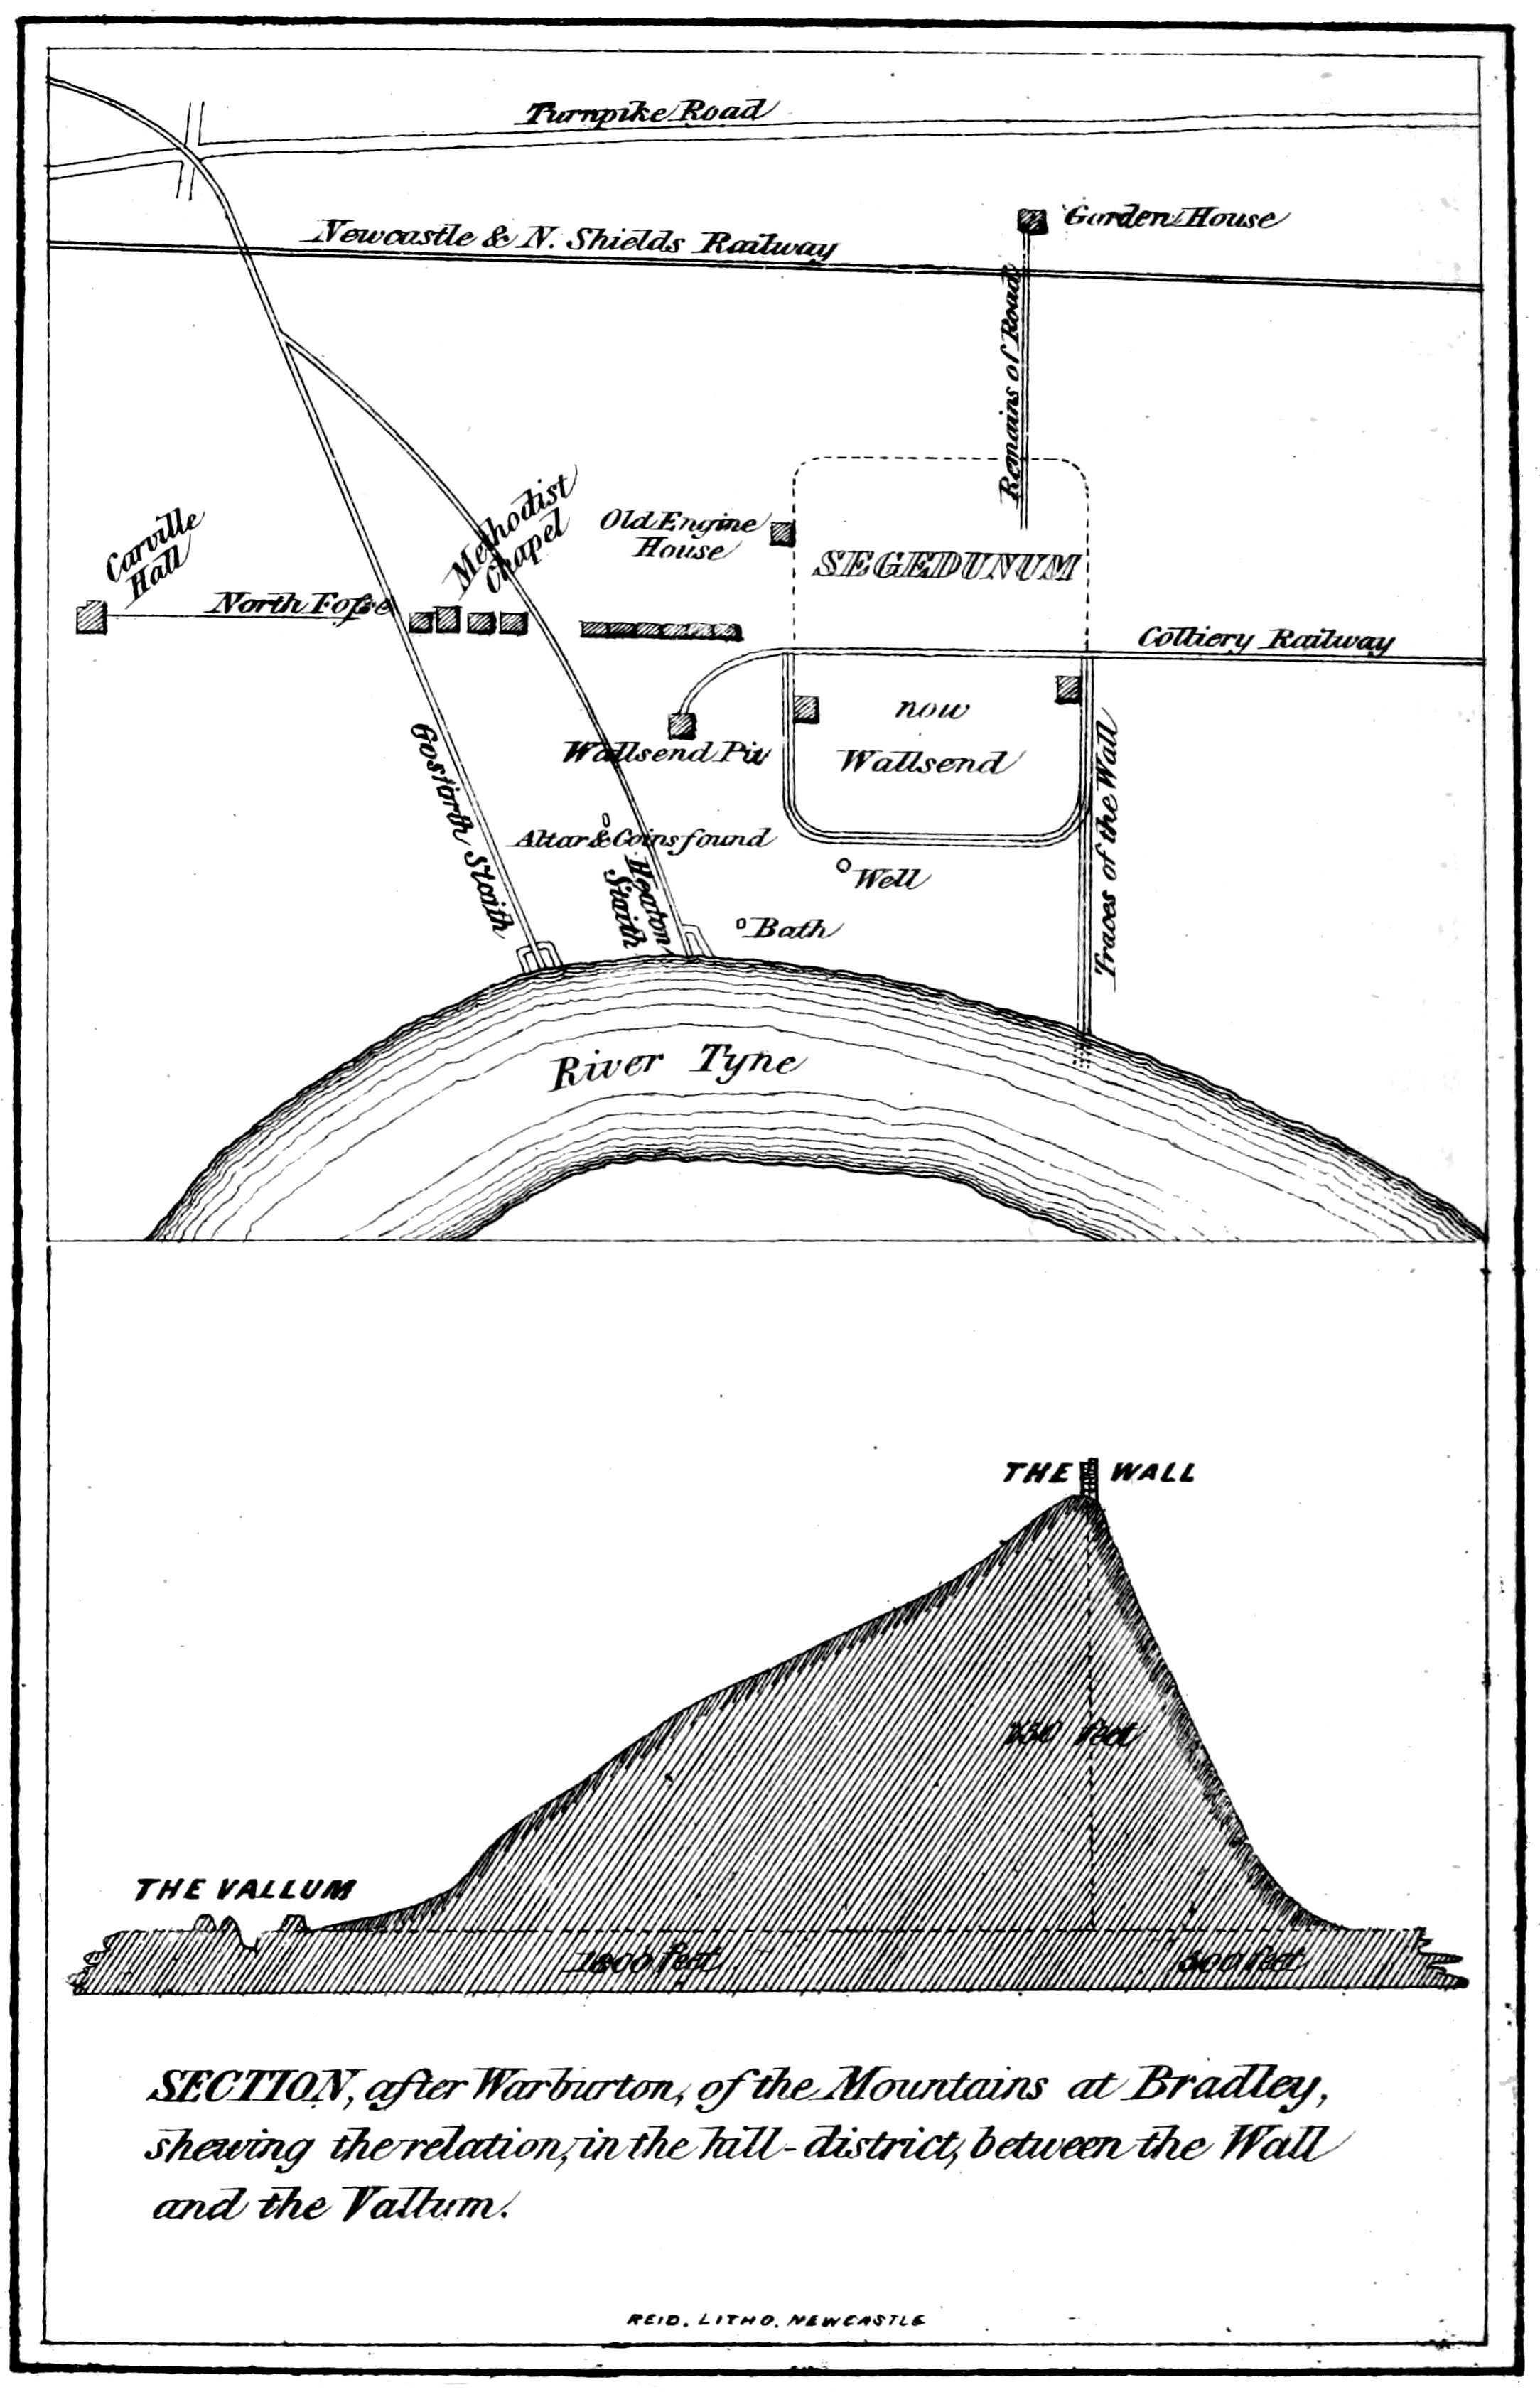 Turnpike Road
Garden House
Newcastle & N. Shields Railway
Remains of Road
Carville
Hall
Methodist
Chapel
Old Engine
House
SEGEDUNUM
North Fosse
Colliery Railway
now
Wallsend
Wallsend Pit
Gosforth Staith
Traces of the Wall
Altar & Coins found
Heaton
Staith
Well
Bath
River Tyne
THE WALL
feet
THE VALLUM
1800 feet
feet
SECTION, after Warburton, of the Mountains at Bradley,
shewing the relation, in the hill-district, between the Wall
and the Vallum.
REID. LITHO. NEWCASTLE